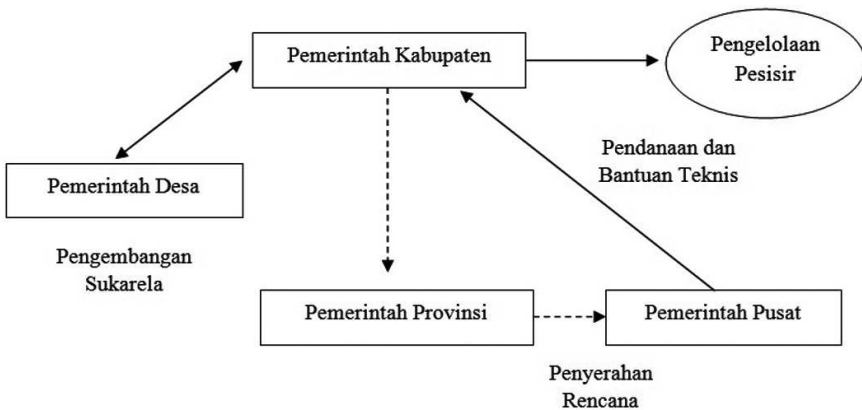 Pemerintah Kabupaten
Pengelolaan
Pesisir
Pendanaan dan
Bantuan Teknis
Pemerintah Desa
Pengembangan
Sukarela
Pemerintah Provinsi
Pemerintah Pusat
Penyerahan
Rencana